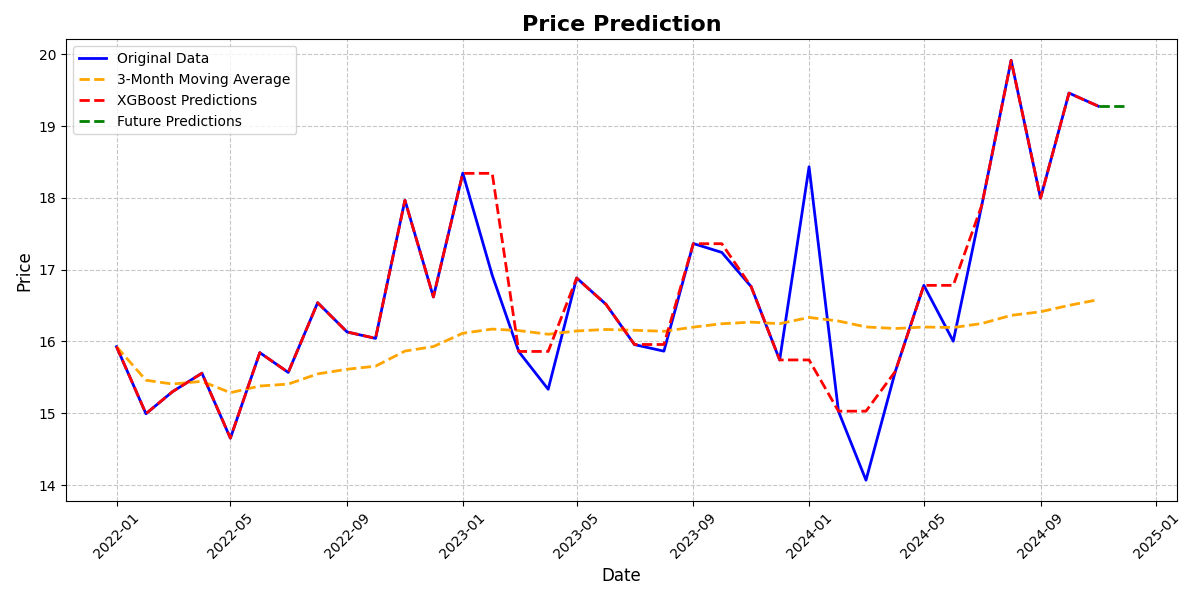 Price Prediction
Original Data
3-Month Moving Average
XGBoost Predictions
Future Predictions
Price
20
19
18
17
16
15
14
2022-01
2022-05
2022-09
2023-01
2023-05
2023-09
2024-01
2024-05
2024-09
2025-01
Date